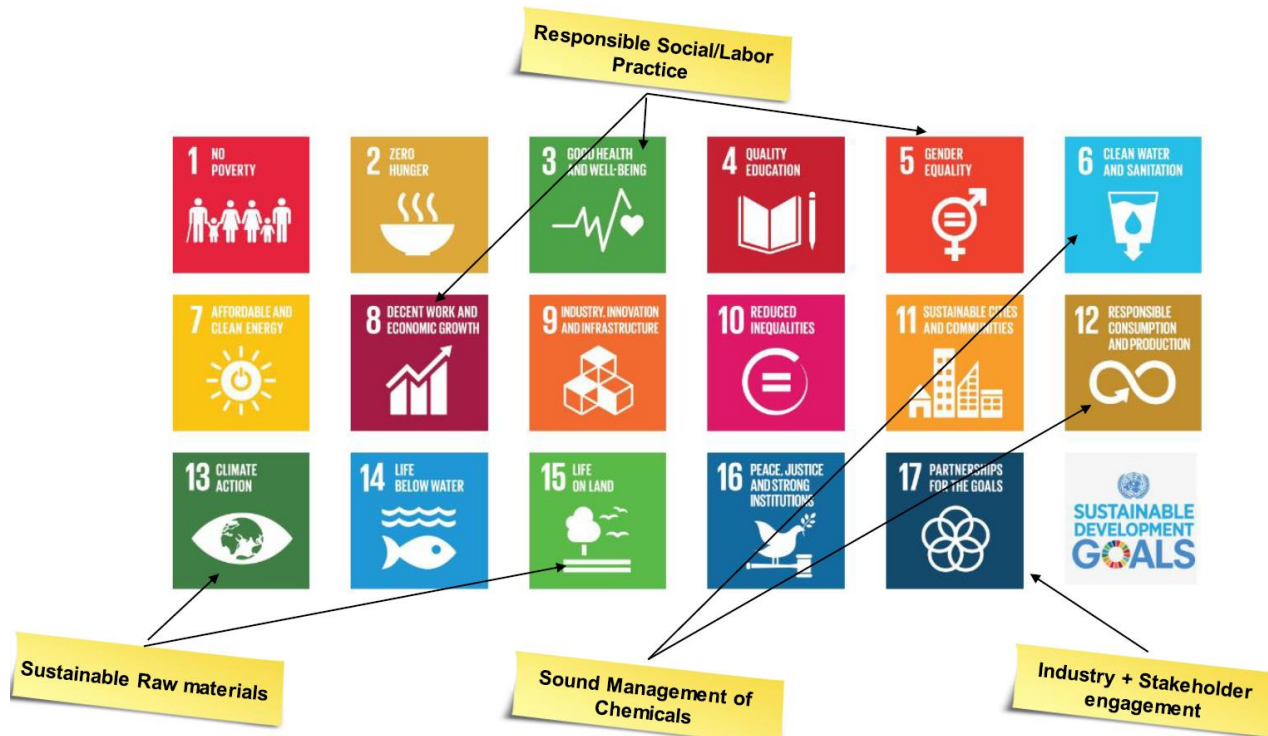 Responsible Social/Labor
Practice
1 NO
POVERTY
2 ZERO
HUNGER
3 GOOD HEALTH
AND WELL-BEING
4 QUALITY
EDUCATION
5 GENDER
EQUALITY
6 CLEAN WATER
AND SANITATION
7 AFFORDABLE AND
CLEAN ENERGY
8 DECENT WORK AND
ECONOMIC GROWTH
9 INDUSTRY, INNOVATION
AND INFRASTRUCTURE
10 REDUCED
INEQUALITIES
11 SUSTAINABLE CITIES
AND COMMUNITIES
12 RESPONSIBLE
CONSUMPTION
AND PRODUCTION
13 CLIMATE
ACTION
14 LIFE
BELOW WATER
15 LIFE
ON LAND
16 PEACE, JUSTICE
AND STRONG
INSTITUTIONS
17 PARTNERSHIPS
FOR THE GOALS
SUSTAINABLE
DEVELOPMENT
GOALS
Sustainable Raw materials
Sound Management of
Chemicals
Industry + Stakeholder
engagement